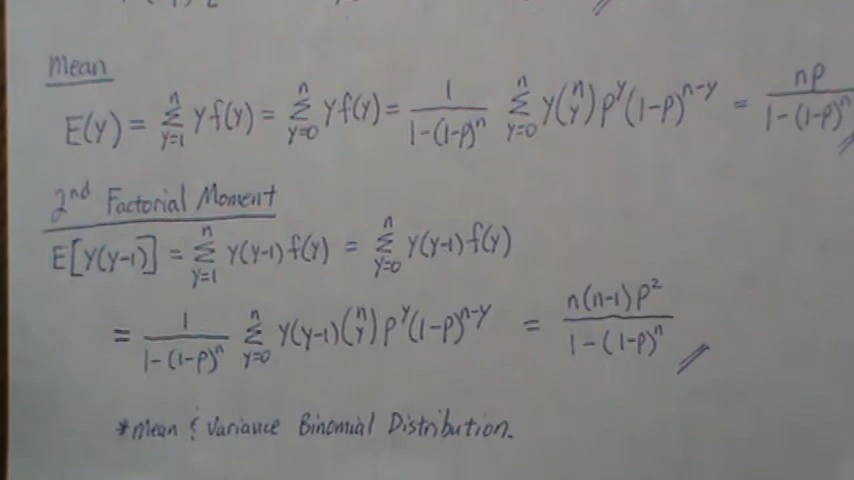 Mean
E(Y) = Σ_{y=1}^{n} y f(y) = Σ_{y=0}^{n} y f(y) = 1/(1-(1-p)^n) Σ_{y=0}^{n} y (n y) p^y (1-p)^{n-y} = np/(1-(1-p)^n)
2nd Factorial Moment
E[Y(Y-1)] = Σ_{y=1}^{n} y(y-1) f(y) = Σ_{y=0}^{n} y(y-1) f(y)
= 1/(1-(1-p)^n) Σ_{y=0}^{n} y(y-1) (n y) p^y (1-p)^{n-y} = n(n-1)p^2/(1-(1-p)^n)
*Mean & Variance Binomial Distribution.